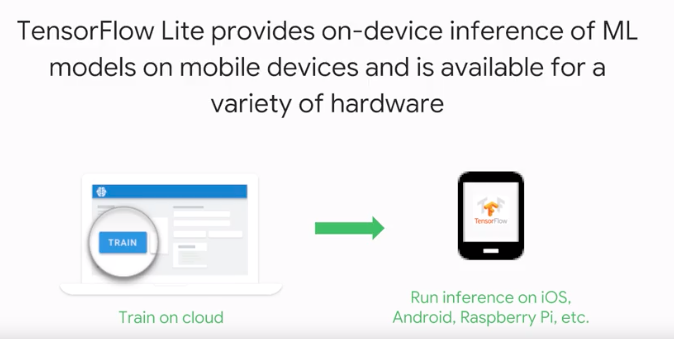 TensorFlow Lite provides on-device inference of ML
models on mobile devices and is available for a
variety of hardware
TRAIN
TensorFlow
Train on cloud
Run inference on iOS,
Android, Raspberry Pi, etc.